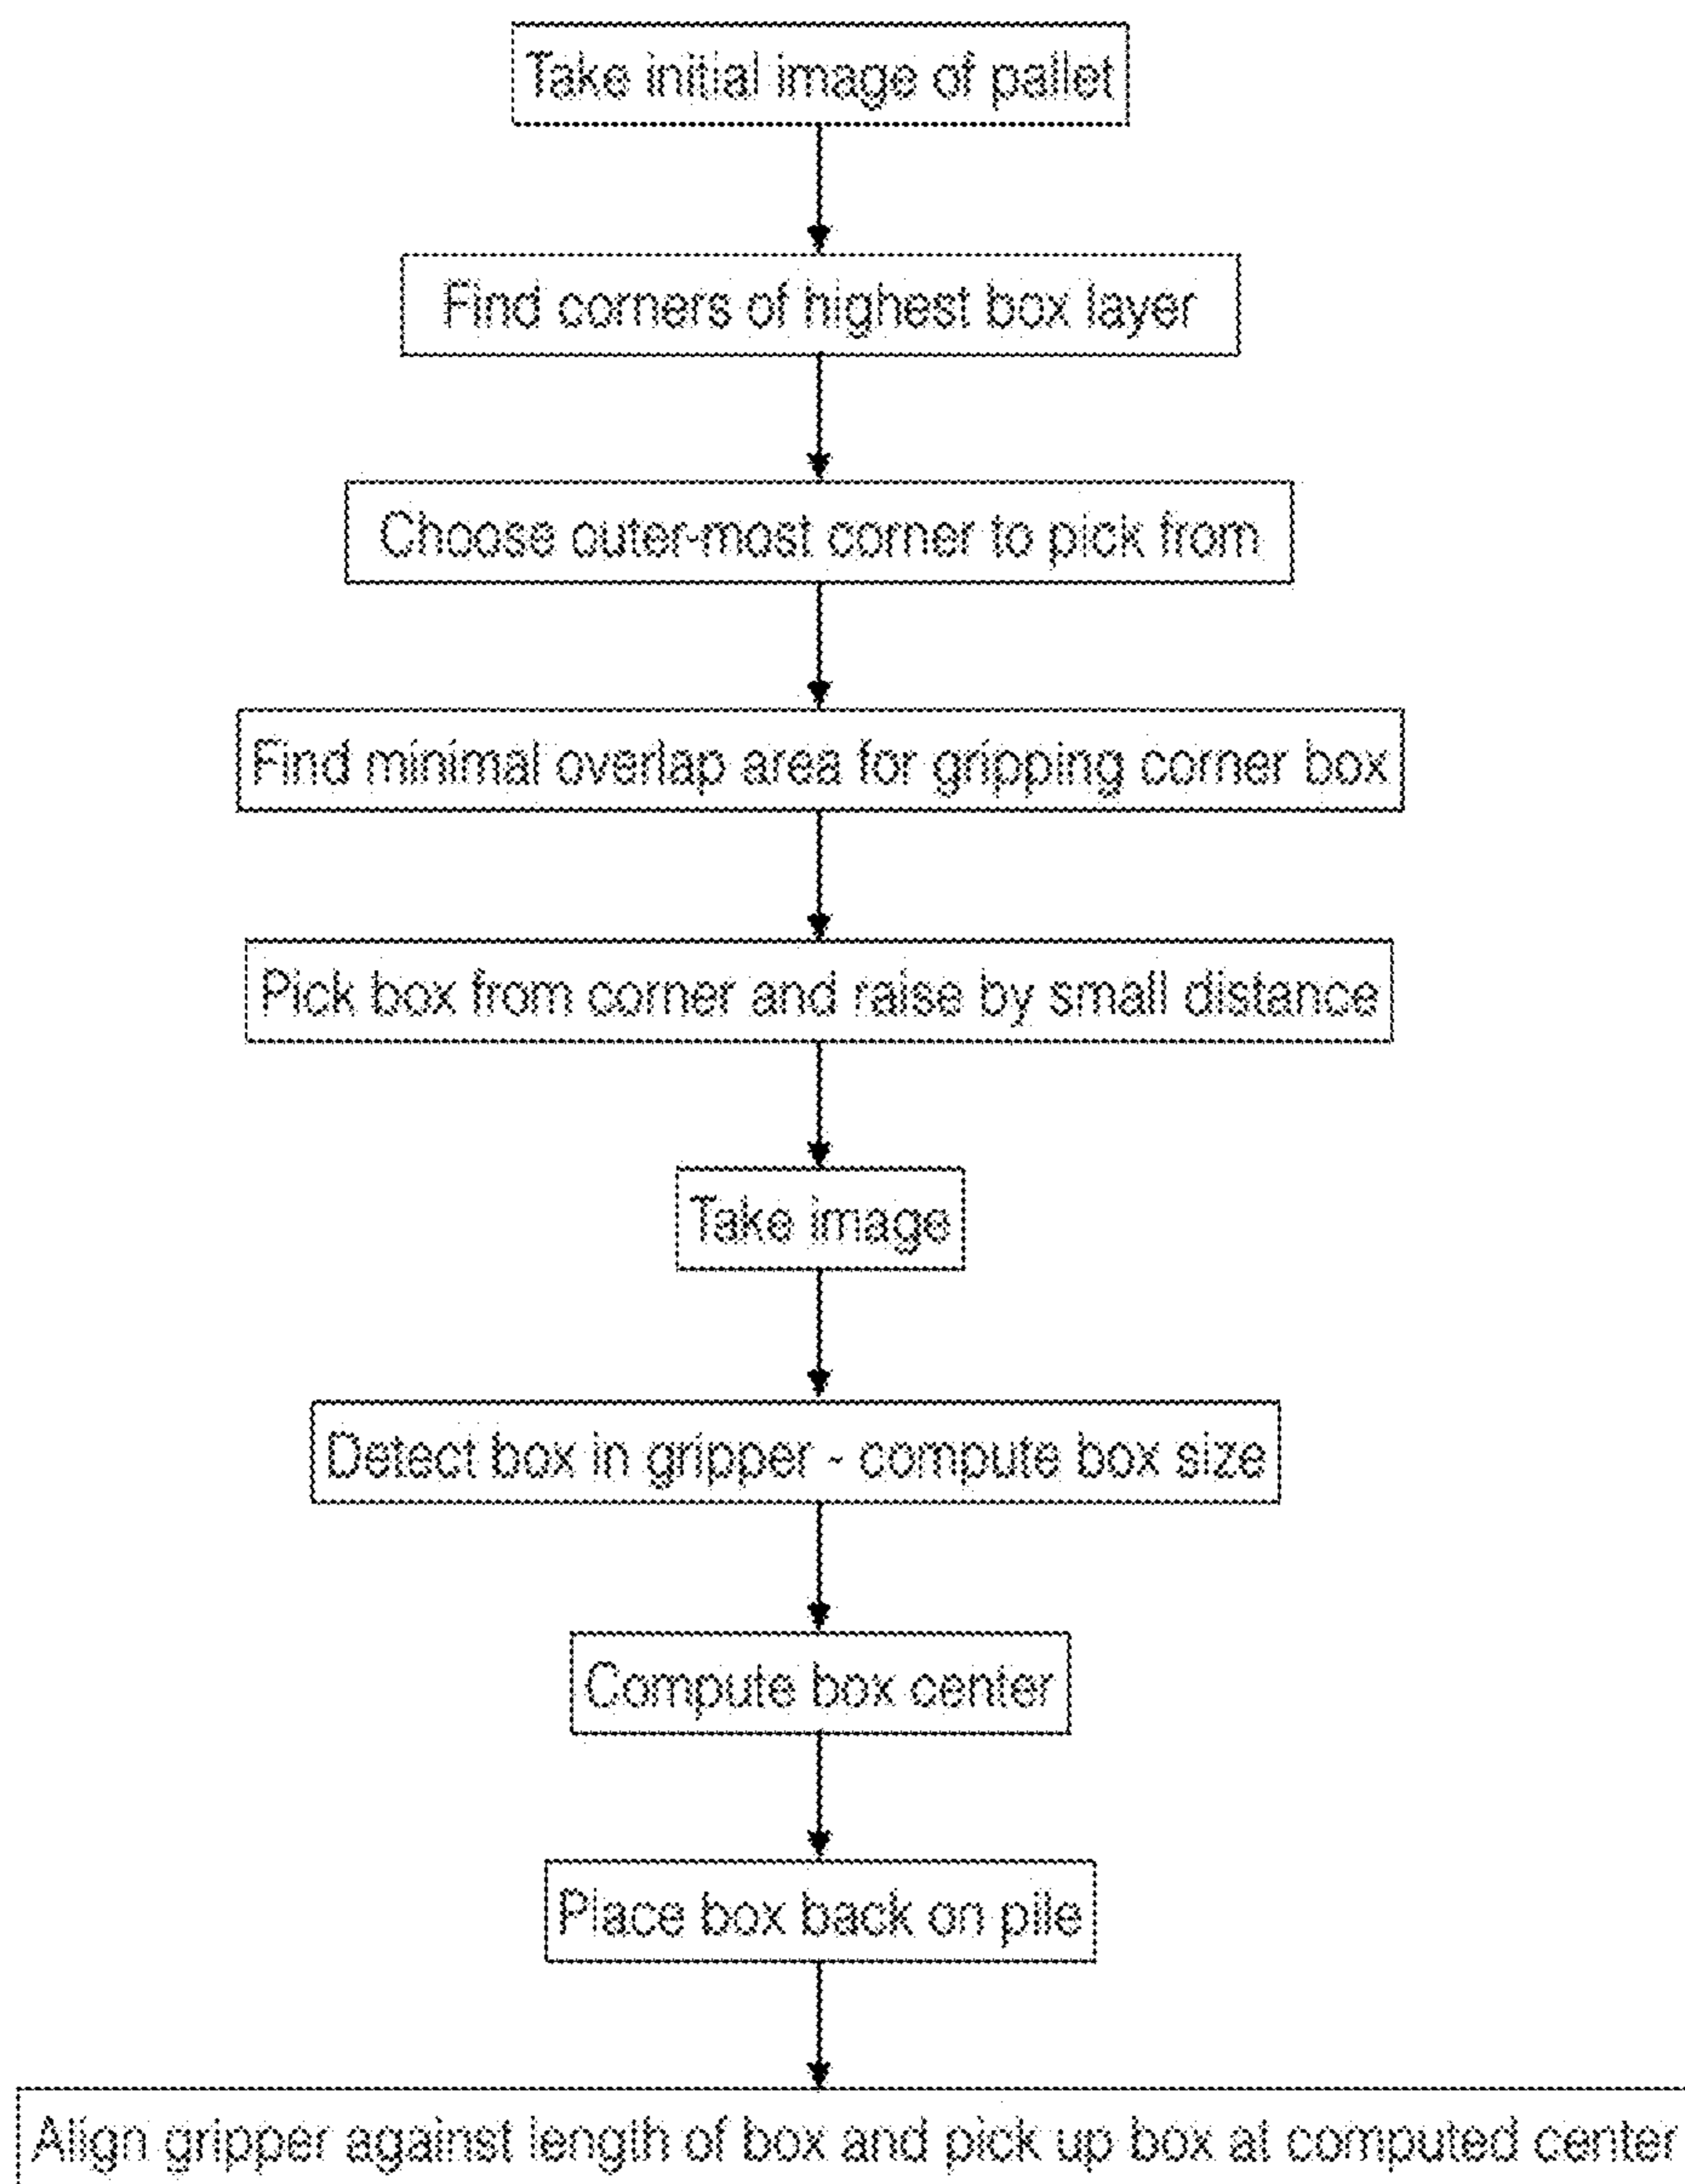 Take initial image of pallet
Find corners of highest box layer
Choose outer-most corner to pick from
Find minimal overlap area for gripping corner box
Pick box from corner and raise by small distance
Take image
Detect box in gripper - compute box size
Compute box center
Place box back on pile
Align gripper against length of box and pick up box at computed center